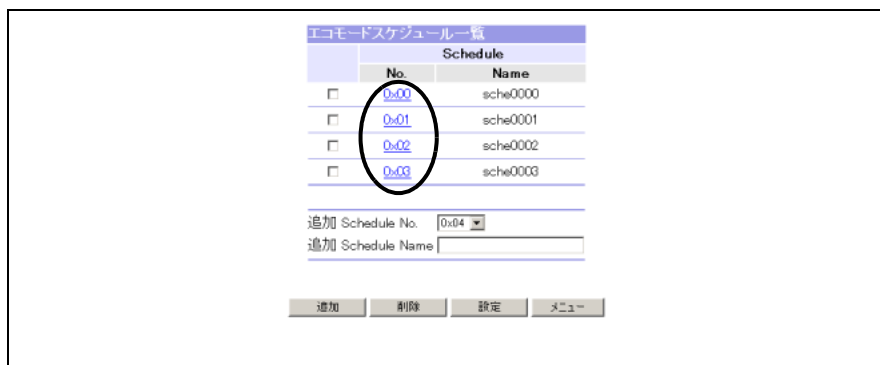 エコモードスケジュール一覧
Schedule
No. Name
0x00 sche0000
0x01 sche0001
0x02 sche0002
0x03 sche0003
追加 Schedule No. 0x04
追加 Schedule Name
追加 削除 設定 メニュー